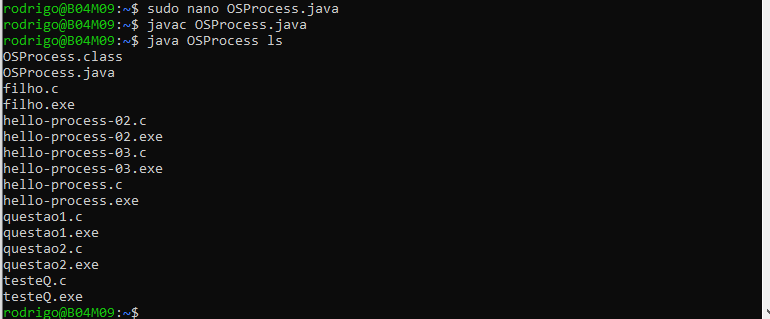 rodrigo@B04M09:~$ sudo nano OSProcess.java
rodrigo@B04M09:~$ javac OSProcess.java
rodrigo@B04M09:~$ java OSProcess ls
OSProcess.class
OSProcess.java
filho.c
filho.exe
hello-process-02.c
hello-process-02.exe
hello-process-03.c
hello-process-03.exe
hello-process.c
hello-process.exe
questao1.c
questao1.exe
questao2.c
questao2.exe
testeQ.c
testeQ.exe
rodrigo@B04M09:~$